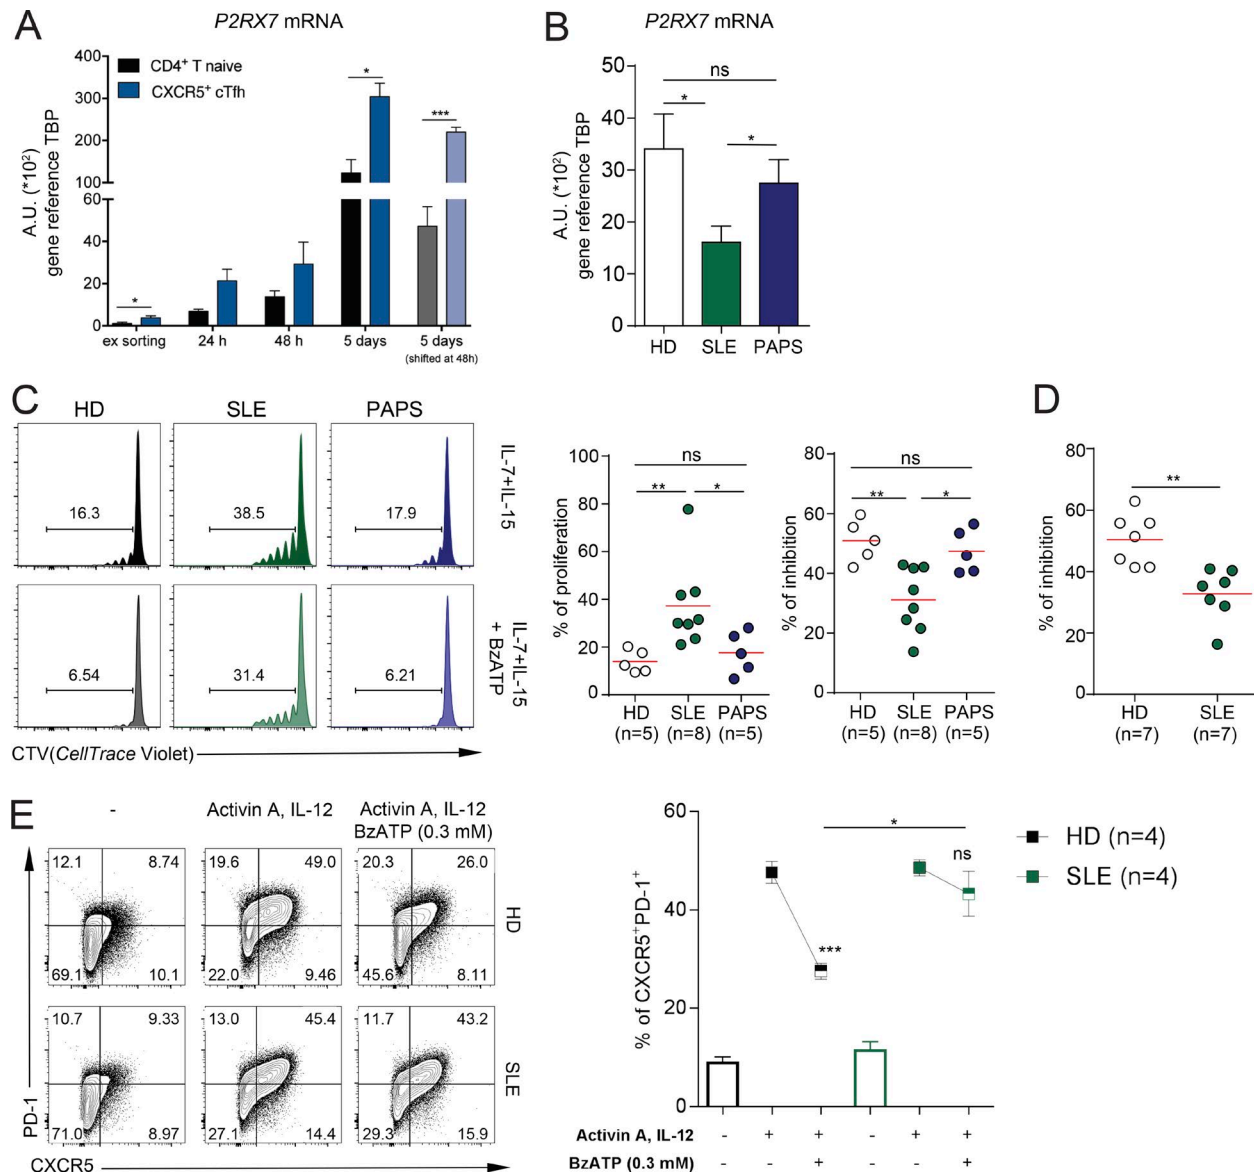 A
P2RX7 mRNA
A.U. (*10²)
gene reference TBP
400
300
200
100
60
40
20
0
CD4⁺ T naive
CXCR5⁺ cTfh
*
*
***
ex sorting
24 h
48 h
5 days
5 days
(shifted at 48h)
B
P2RX7 mRNA
A.U. (*10²)
gene reference TBP
50
40
30
20
10
0
ns
*
*
HD
SLE
PAPS
C
HD
SLE
PAPS
16.3
38.5
17.9
IL-7+IL-15
6.54
31.4
6.21
IL-7+IL-15
+ BzATP
CTV(CellTrace Violet)
% of proliferation
100
80
60
40
20
0
ns
**
*
HD
(n=5)
SLE
(n=8)
PAPS
(n=5)
% of inhibition
80
60
40
20
0
ns
**
*
HD
(n=5)
SLE
(n=8)
PAPS
(n=5)
D
% of inhibition
80
60
40
20
0
**
HD
(n=7)
SLE
(n=7)
E
-
Activin A, IL-12
Activin A, IL-12
BzATP (0.3 mM)
12.1
8.74
69.1
10.1
19.6
49.0
22.0
9.46
20.3
26.0
45.6
8.11
HD
10.7
9.33
71.0
8.97
13.0
45.4
27.1
14.4
11.7
43.2
29.3
15.9
SLE
PD-1
CXCR5
% of CXCR5⁺PD-1⁺
60
40
20
0
*
ns
***
HD (n=4)
SLE (n=4)
Activin A, IL-12 - + + - + +
BzATP (0.3 mM) - - + - - +